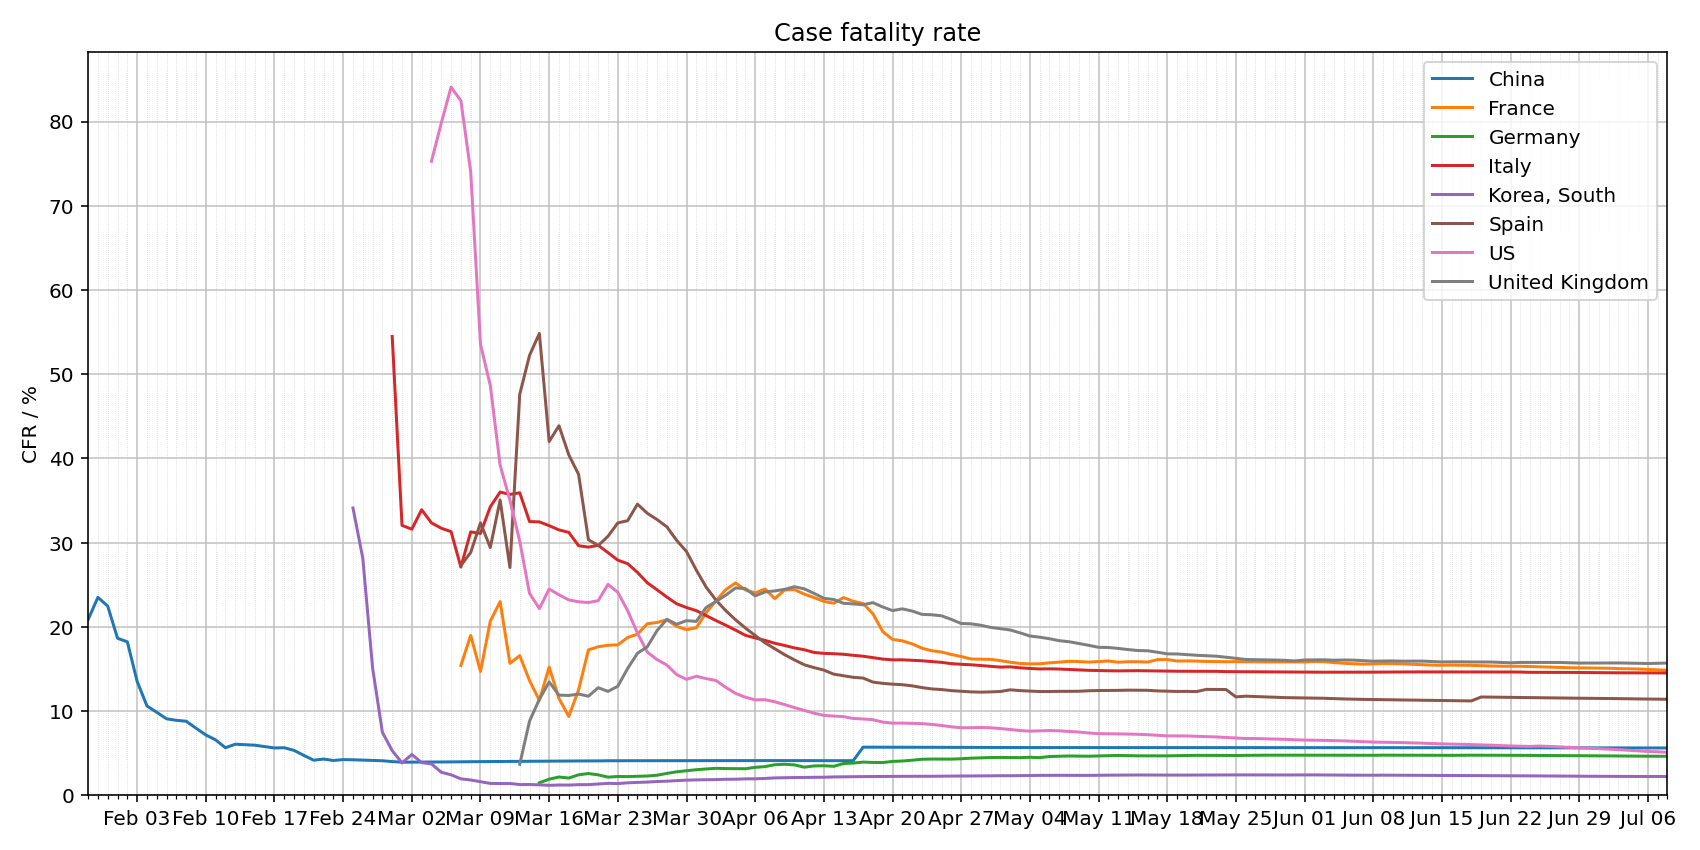 Case fatality rate
CFR / %
80
70
60
50
40
30
20
10
0
China
France
Germany
Italy
Korea, South
Spain
US
United Kingdom
Feb 03 Feb 10 Feb 17 Feb 24 Mar 02 Mar 09 Mar 16 Mar 23 Mar 30 Apr 06 Apr 13 Apr 20 Apr 27 May 04 May 11 May 18 May 25 Jun 01 Jun 08 Jun 15 Jun 22 Jun 29 Jul 06